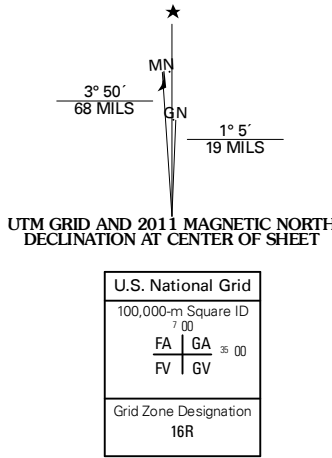 ★
MN
3° 50´
68 MILS
GN
1° 5´
19 MILS
UTM GRID AND 2011 MAGNETIC NORTH
DECLINATION AT CENTER OF SHEET
U.S. National Grid
100,000-m Square ID
7 00
FA GA 35 00
FV GV
Grid Zone Designation
16R